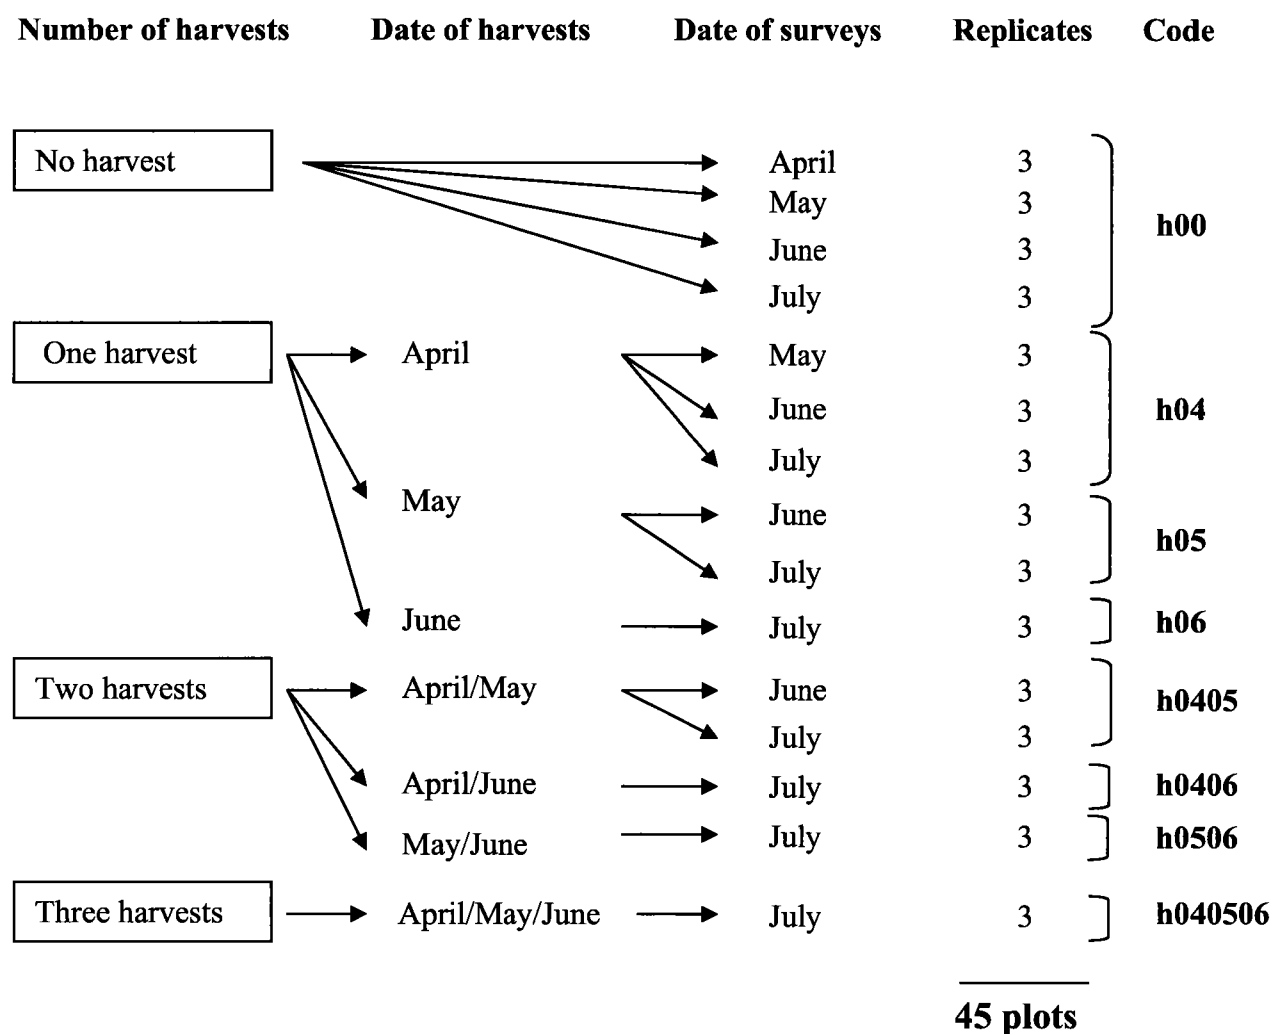 Number of harvests Date of harvests Date of surveys Replicates Code
No harvest April 3
May 3
h00
June 3
July 3
One harvest April May 3
June 3 h04
July 3
May June 3
h05
July 3
June July 3 h06
Two harvests April/May June 3
h0405
July 3
April/June July 3 h0406
May/June July 3 h0506
Three harvests April/May/June July 3 h040506
45 plots